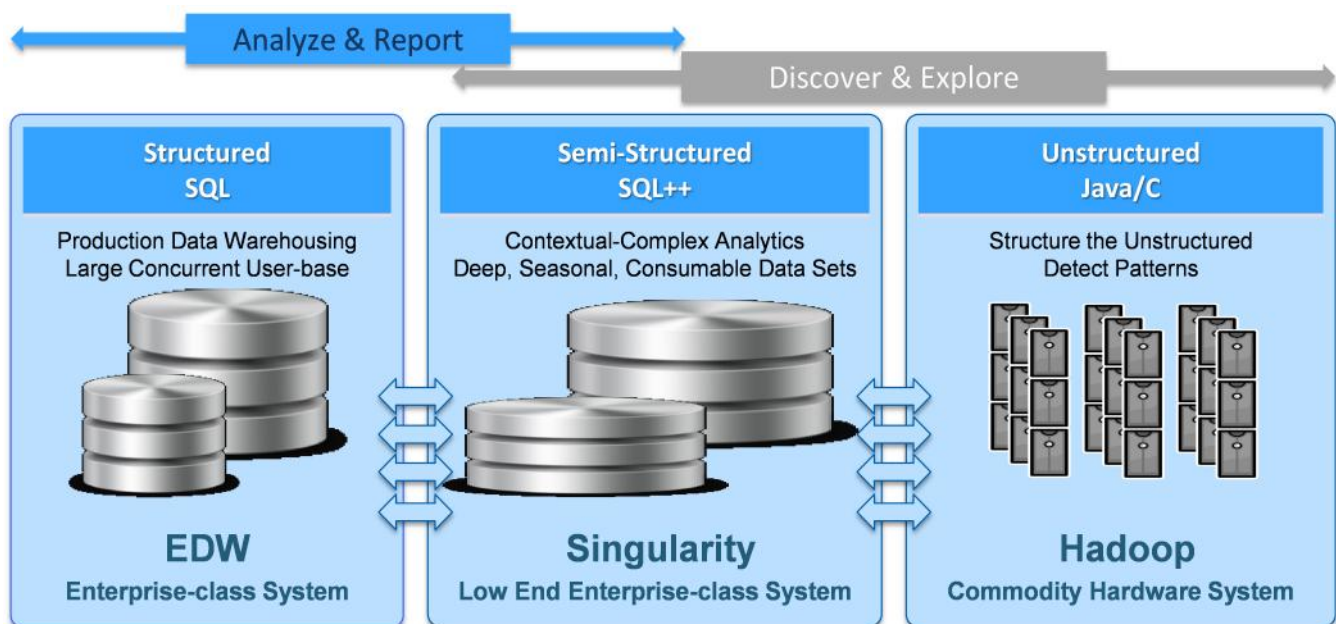 Analyze & Report
Discover & Explore
Structured
SQL
Production Data Warehousing
Large Concurrent User-base
EDW
Enterprise-class System
Semi-Structured
SQL++
Contextual-Complex Analytics
Deep, Seasonal, Consumable Data Sets
Singularity
Low End Enterprise-class System
Unstructured
Java/C
Structure the Unstructured
Detect Patterns
Hadoop
Commodity Hardware System